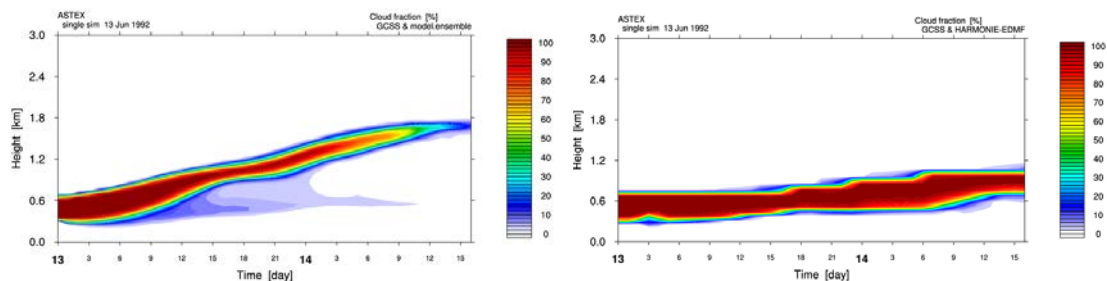 ASTEX
single sim 13 Jun 1992
Cloud fraction [%]
GCSS & model.ensemble
3.0
2.4
1.8
1.2
0.6
0.0
Height [km]
13 3 6 9 12 15 18 21 14 3 6 9 12 15
Time [day]
100
90
80
70
60
50
40
30
20
10
0
ASTEX
single sim 13 Jun 1992
Cloud fraction [%]
GCSS & HARMONIE-EDMF
3.0
2.4
1.8
1.2
0.6
0.0
Height [km]
13 3 6 9 12 15 18 21 14 3 6 9 12 15
Time [day]
100
90
80
70
60
50
40
30
20
10
0